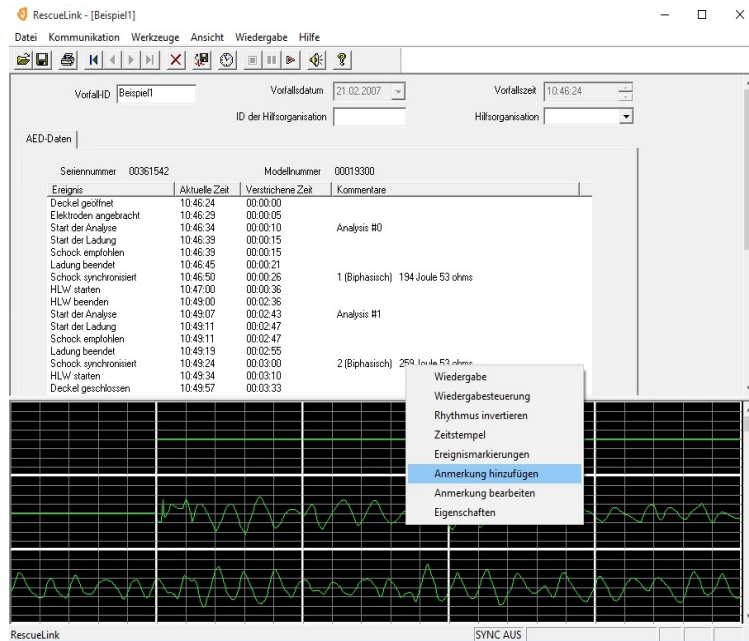 RescueLink - [Beispiel1]
Datei Kommunikation Werkzeuge Ansicht Wiedergabe Hilfe
Vorfall-ID Beispiel1 Vorfallsdatum 21.02.2007 Vorfallszeit 10:46:24
ID der Hilfsorganisation Hilfsorganisation
AED-Daten
Seriennummer 00361542 Modellnummer 00019300
Ereignis Aktuelle Zeit Verstrichene Zeit Kommentare
Deckel geöffnet 10:46:24 00:00:00
Elektroden angebracht 10:46:29 00:00:05
Start der Analyse 10:46:34 00:00:10 Analysis #0
Start der Ladung 10:46:39 00:00:15
Schock empfohlen 10:46:39 00:00:15
Ladung beendet 10:46:45 00:00:21
Schock synchronisiert 10:46:50 00:00:26 1 (Biphasisch) 194 Joule 53 ohms
HLW starten 10:47:00 00:00:36
HLW beenden 10:49:00 00:02:36
Start der Analyse 10:49:07 00:02:43 Analysis #1
Start der Ladung 10:49:11 00:02:47
Schock empfohlen 10:49:11 00:02:47
Ladung beendet 10:49:19 00:02:55
Schock synchronisiert 10:49:24 00:03:00 2 (Biphasisch) 259 Joule 53 ohms
HLW starten 10:49:34 00:03:10
Deckel geschlossen 10:49:57 00:03:33
Wiedergabe
Wiedergabesteuerung
Rhythmus invertieren
Zeitstempel
Ereignismarkierungen
Anmerkung hinzufügen
Anmerkung bearbeiten
Eigenschaften
RescueLink SYNC AUS